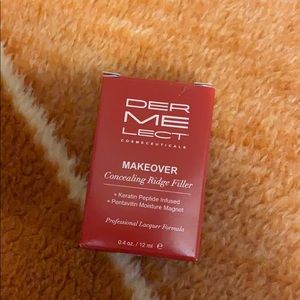 DER
ME
LECT
COSMECEUTICALS
MAKEOVER
Concealing Ridge Filler
+ Keratin Peptide Infused
+ Pentavitin Moisture Magnet
Professional Lacquer Formula
0.4 oz. / 12 ml e